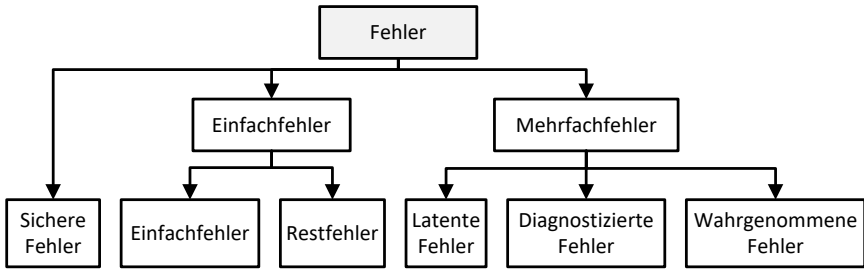 Fehler
Einfachfehler
Mehrfachfehler
Sichere
Fehler
Einfachfehler
Restfehler
Latente
Fehler
Diagnostizierte
Fehler
Wahrgenommene
Fehler